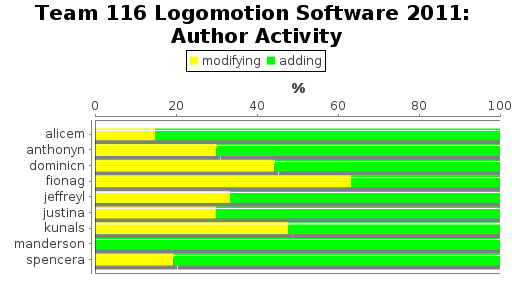 Team 116 Logomotion Software 2011:
Author Activity
modifying adding
%
0 20 40 60 80 100
alicem
anthonyn
dominicn
fionag
jeffreyl
justina
kunals
manderson
spencera